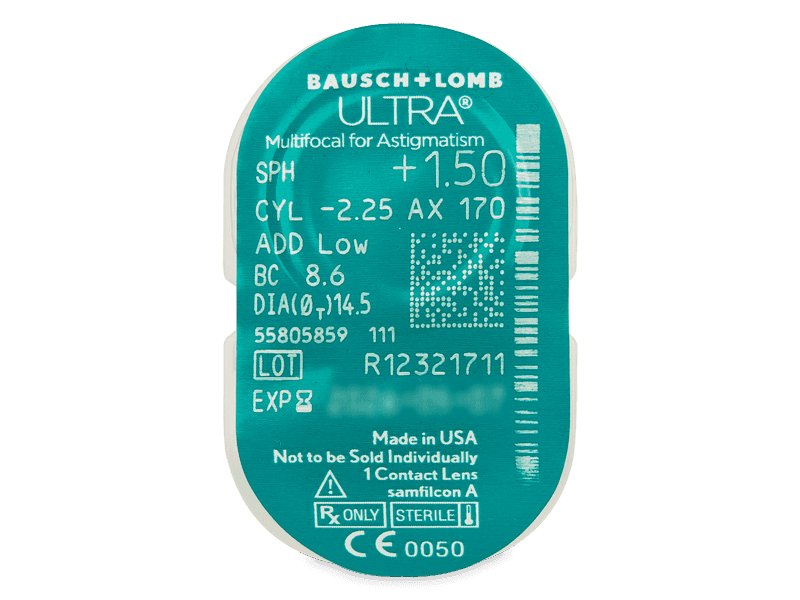 BAUSCH+LOMB
ULTRA®
Multifocal for Astigmatism
SPH +1.50
CYL -2.25 AX 170
ADD Low
BC 8.6
DIA(Ø_T)14.5
55805859 111
LOT R12321711
EXP
Made in USA
Not to be Sold Individually
1 Contact Lens
samfilcon A
Rx ONLY STERILE
CE 0050